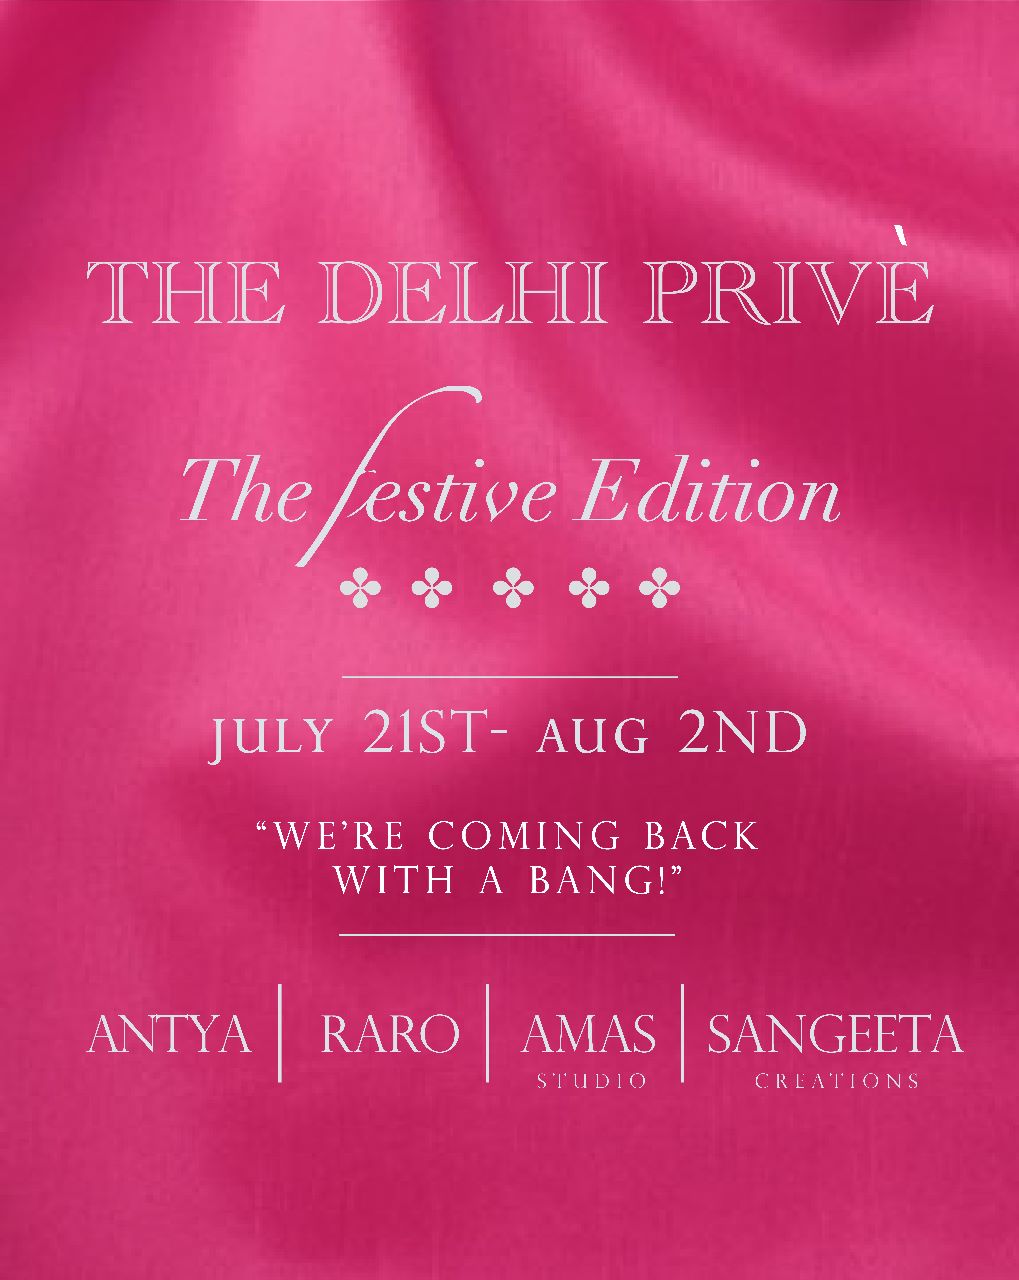 THE DELHI PRIVÈ
The festive Edition
JULY 21ST- AUG 2ND
“WE’RE COMING BACK
WITH A BANG!”
ANTYA | RARO | AMAS | SANGEETA
STUDIO CREATIONS